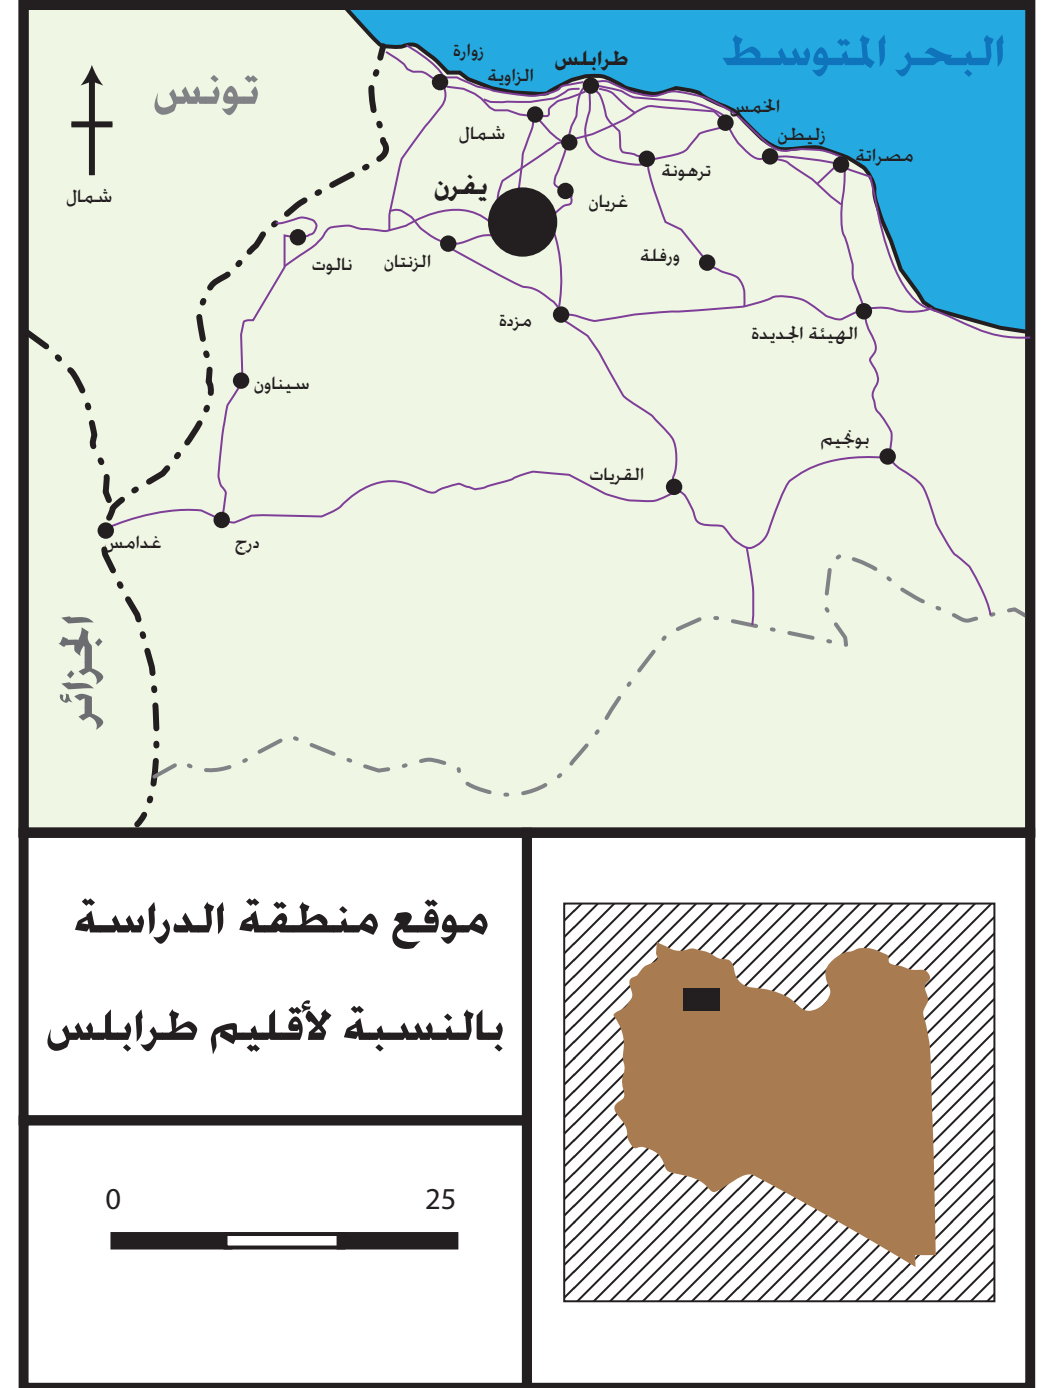 البحر المتوسط
تونس
زوارة
طرابلس
الزاوية
الخمس
شمال
زليطن
مصراتة
ترهونة
شمال
يفرن
غريان
نالوت
الزنتان
ورفلة
مزدة
الهيئة الجديدة
سيناون
بونجيم
القريات
غدامس
درج
الجزائر
موقع منطقة الدراسة
بالنسبة لأقليم طرابلس
0 25